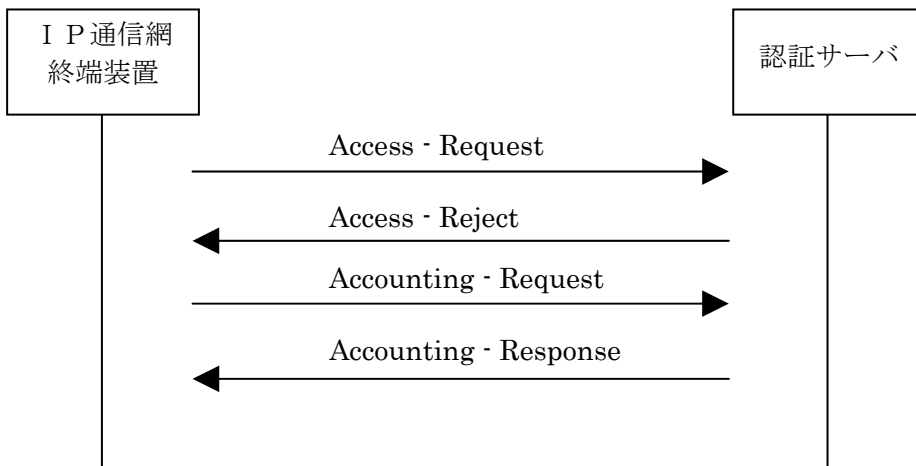 ＩＰ通信網
終端装置
認証サーバ
Access - Request
Access - Reject
Accounting - Request
Accounting - Response